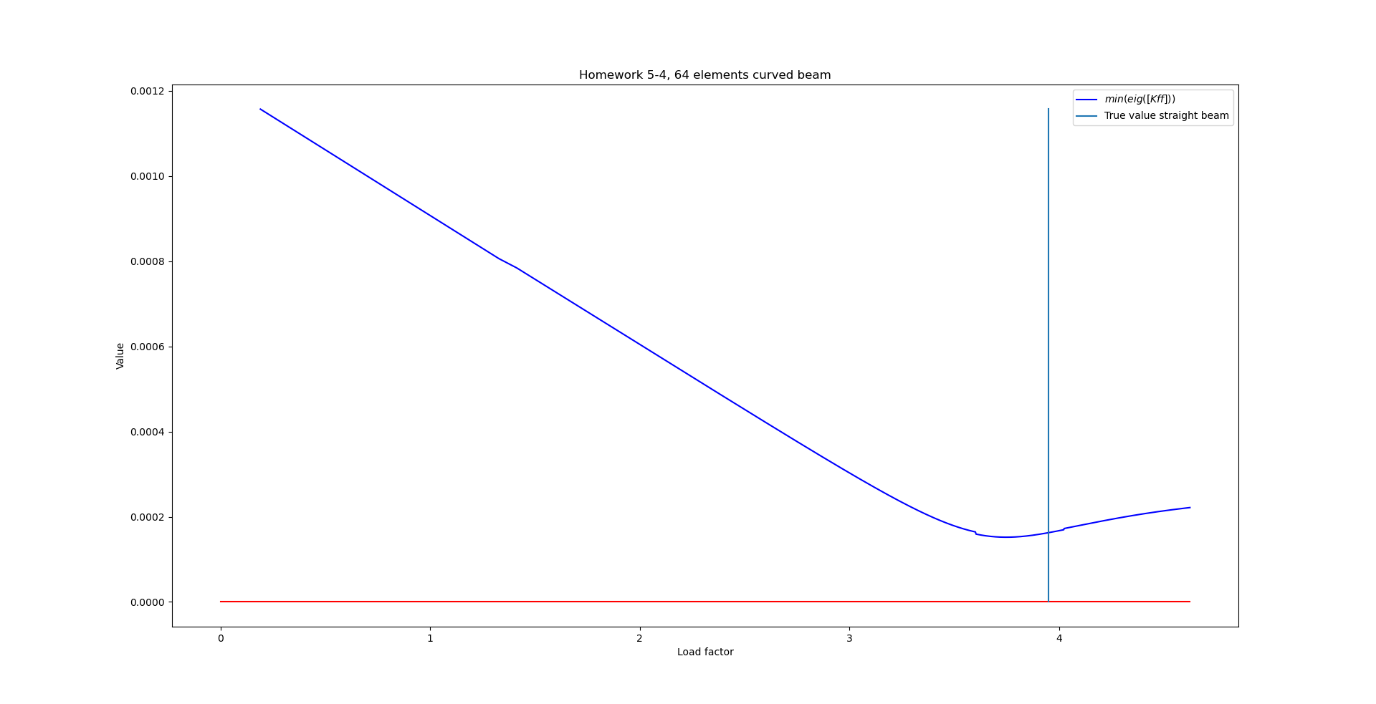 Homework 5-4, 64 elements curved beam
min(eig([Kff]))
True value straight beam
0.0012
0.0010
0.0008
0.0006
0.0004
0.0002
0.0000
Value
0 1 2 3 4
Load factor